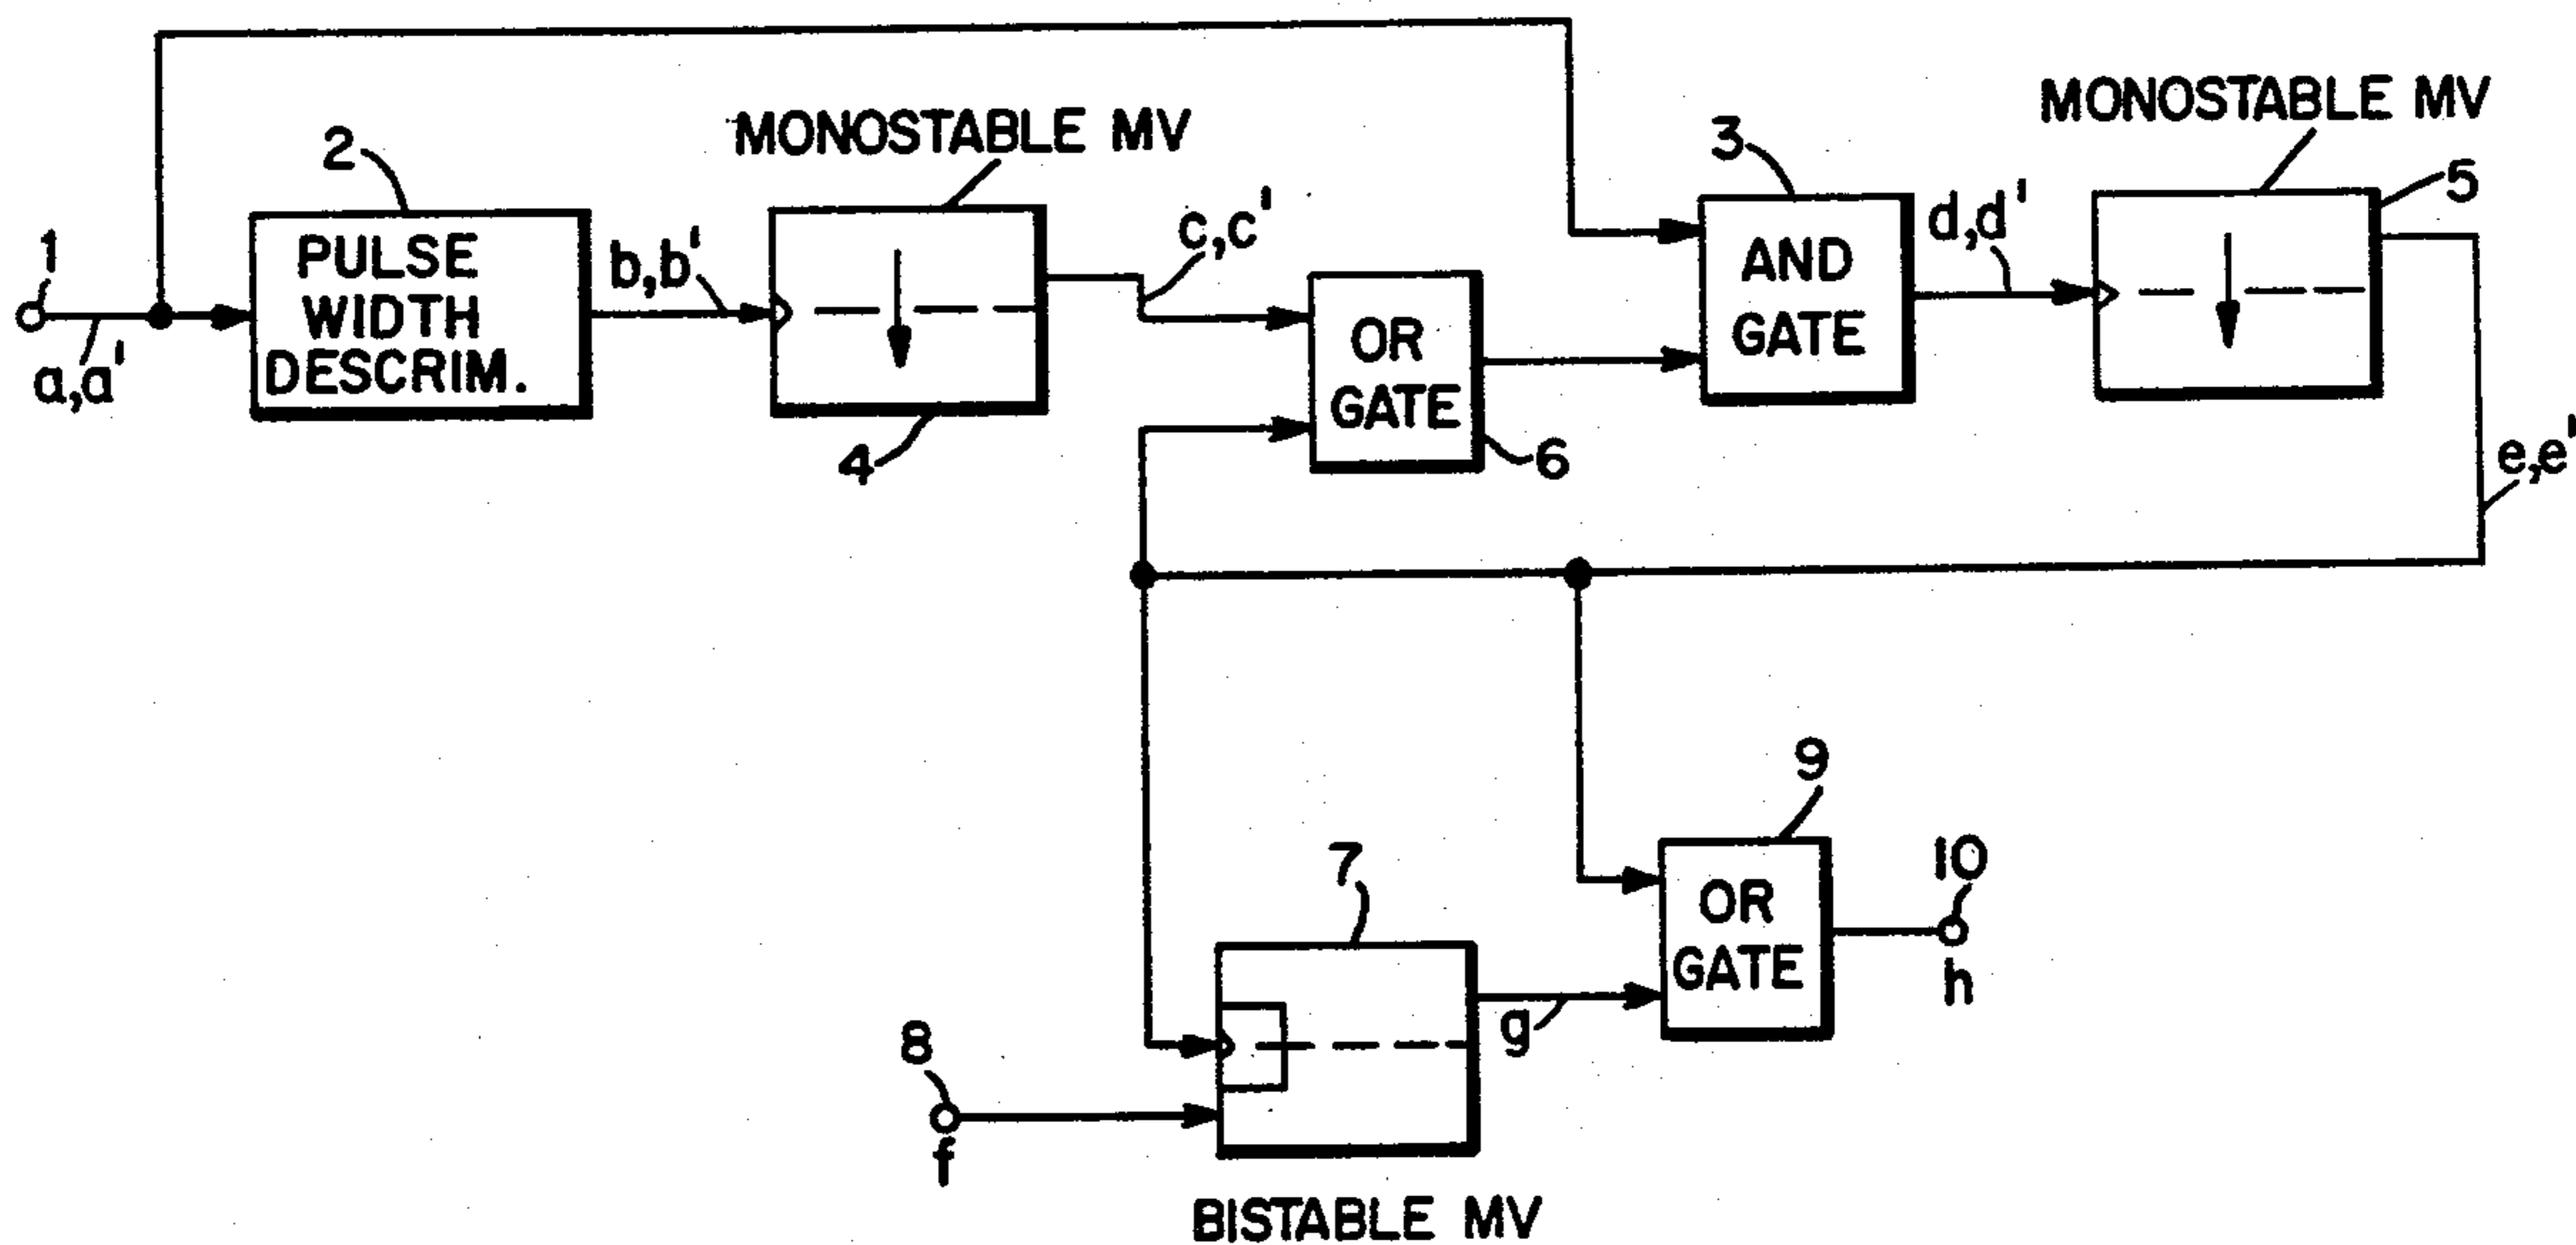 1
a,a'
2
PULSE
WIDTH
DESCRIM.
b,b'
MONOSTABLE MV
4
c,c'
OR
GATE
6
3
AND
GATE
d,d'
MONOSTABLE MV
5
e,e'
7
8
f
BISTABLE MV
g
9
OR
GATE
10
h